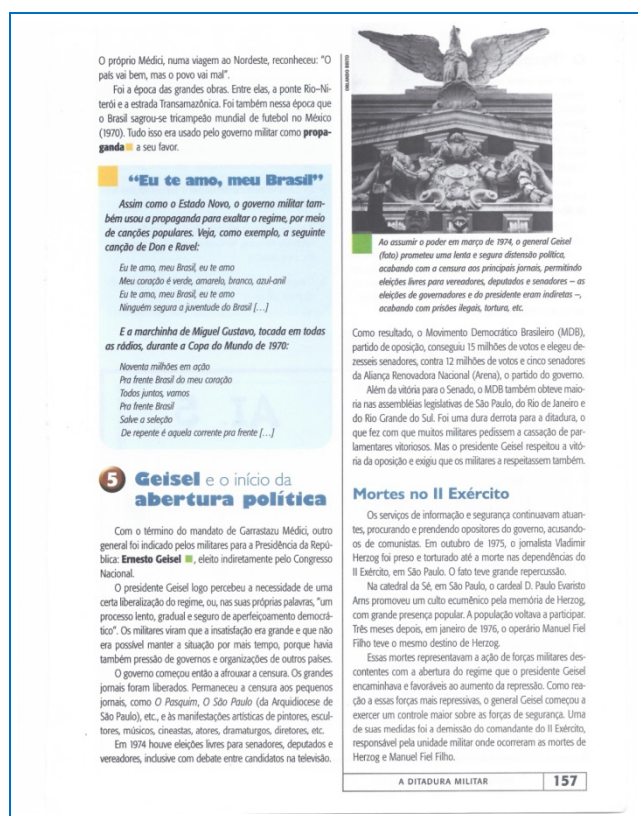 O próprio Médici, numa viagem ao Nordeste, reconheceu: "O
país vai bem, mas o povo vai mal".
Foi a época das grandes obras. Entre elas, a ponte Rio–Ni-
terói e a estrada Transamazônica. Foi também nessa época que
o Brasil sagrou-se tricampeão mundial de futebol no México
(1970). Tudo isso era usado pelo governo militar como propa-
ganda a seu favor.
"Eu te amo, meu Brasil"
Assim como o Estado Novo, o governo militar tam-
bém usou a propaganda para exaltar o regime, por meio
de canções populares. Veja, como exemplo, a seguinte
canção de Don e Ravel:
Eu te amo, meu Brasil, eu te amo
Meu coração é verde, amarelo, branco, azul-anil
Eu te amo, meu Brasil, eu te amo
Ninguém segura a juventude do Brasil [...]
E a marchinha de Miguel Gustavo, tocada em todas
as rádios, durante a Copa do Mundo de 1970:
Noventa milhões em ação
Pra frente Brasil do meu coração
Todos juntos, vamos
Pra frente Brasil
Salve a seleção
De repente é aquela corrente pra frente [...]
5 Geisel e o início da
abertura política
Com o término do mandato de Garrastazu Médici, outro
general foi indicado pelos militares para a Presidência da Repú-
blica: Ernesto Geisel, eleito indiretamente pelo Congresso
Nacional.
O presidente Geisel logo percebeu a necessidade de uma
certa liberalização do regime, ou, nas suas próprias palavras, "um
processo lento, gradual e seguro de aperfeiçoamento democrá-
tico". Os militares viram que a insatisfação era grande e que não
era possível manter a situação por mais tempo, porque havia
também pressão de governos e organizações de outros países.
O governo começou então a afrouxar a censura. Os grandes
jornais foram liberados. Permaneceu a censura aos pequenos
jornais, como O Pasquim, O São Paulo (da Arquidiocese de
São Paulo), etc., e às manifestações artísticas de pintores, escul-
tores, músicos, cineastas, atores, dramaturgos, diretores, etc.
Em 1974 houve eleições livres para senadores, deputados e
vereadores, inclusive com debate entre candidatos na televisão.
ORLANDO BRITO
Ao assumir o poder em março de 1974, o general Geisel
(foto) prometeu uma lenta e segura distensão política,
acabando com a censura aos principais jornais, permitindo
eleições livres para vereadores, deputados e senadores – as
eleições de governadores e do presidente eram indiretas –,
acabando com prisões ilegais, tortura, etc.
Como resultado, o Movimento Democrático Brasileiro (MDB),
partido de oposição, conseguiu 15 milhões de votos e elegeu de-
zesseis senadores, contra 12 milhões de votos e cinco senadores
da Aliança Renovadora Nacional (Arena), o partido do governo.
Além da vitória para o Senado, o MDB também obteve maio-
ria nas assembléias legislativas de São Paulo, do Rio de Janeiro e
do Rio Grande do Sul. Foi uma dura derrota para a ditadura, o
que fez com que muitos militares pedissem a cassação de par-
lamentares vitoriosos. Mas o presidente Geisel respeitou a vitó-
ria da oposição e exigiu que os militares a respeitassem também.
Mortes no II Exército
Os serviços de informação e segurança continuavam atuan-
tes, procurando e prendendo opositores do governo, acusando-
os de comunistas. Em outubro de 1975, o jornalista Vladimir
Herzog foi preso e torturado até a morte nas dependências do
II Exército, em São Paulo. O fato teve grande repercussão.
Na catedral da Sé, em São Paulo, o cardeal D. Paulo Evaristo
Arns promoveu um culto ecumênico pela memória de Herzog,
com grande presença popular. A população voltava a participar.
Três meses depois, em janeiro de 1976, o operário Manuel Fiel
Filho teve o mesmo destino de Herzog.
Essas mortes representavam a ação de forças militares des-
contentes com a abertura do regime que o presidente Geisel
encaminhava e favoráveis ao aumento da repressão. Como rea-
ção a essas forças mais repressivas, o general Geisel começou a
exercer um controle maior sobre as forças de segurança. Uma
de suas medidas foi a demissão do comandante do II Exército,
responsável pela unidade militar onde ocorreram as mortes de
Herzog e Manuel Fiel Filho.
A DITADURA MILITAR 157